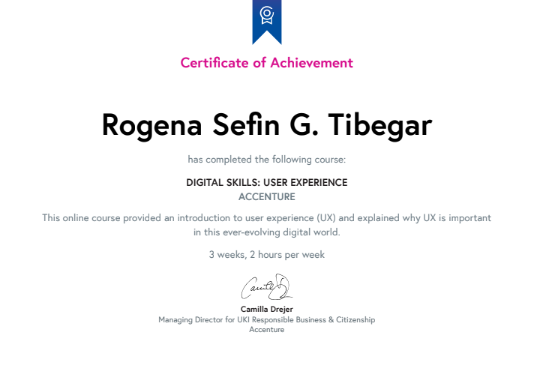 Certificate of Achievement
Rogena Sefin G. Tibegar
has completed the following course:
DIGITAL SKILLS: USER EXPERIENCE
ACCENTURE
This online course provided an introduction to user experience (UX) and explained why UX is important
in this ever-evolving digital world.
3 weeks, 2 hours per week
Camilla Drejer
Managing Director for UKI Responsible Business & Citizenship
Accenture